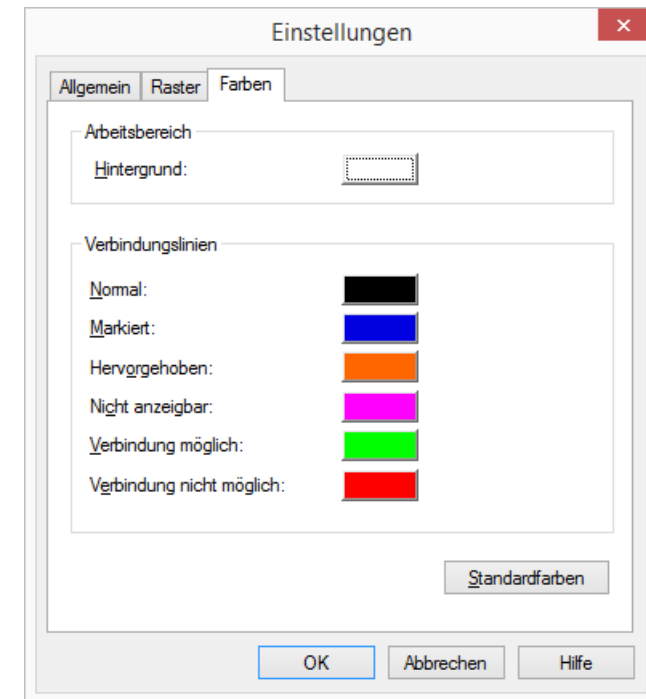 Einstellungen
Allgemein Raster Farben
Arbeitsbereich
Hintergrund:
Verbindungslinien
Normal:
Markiert:
Hervorgehoben:
Nicht anzeigbar:
Verbindung möglich:
Verbindung nicht möglich:
Standardfarben
OK Abbrechen Hilfe